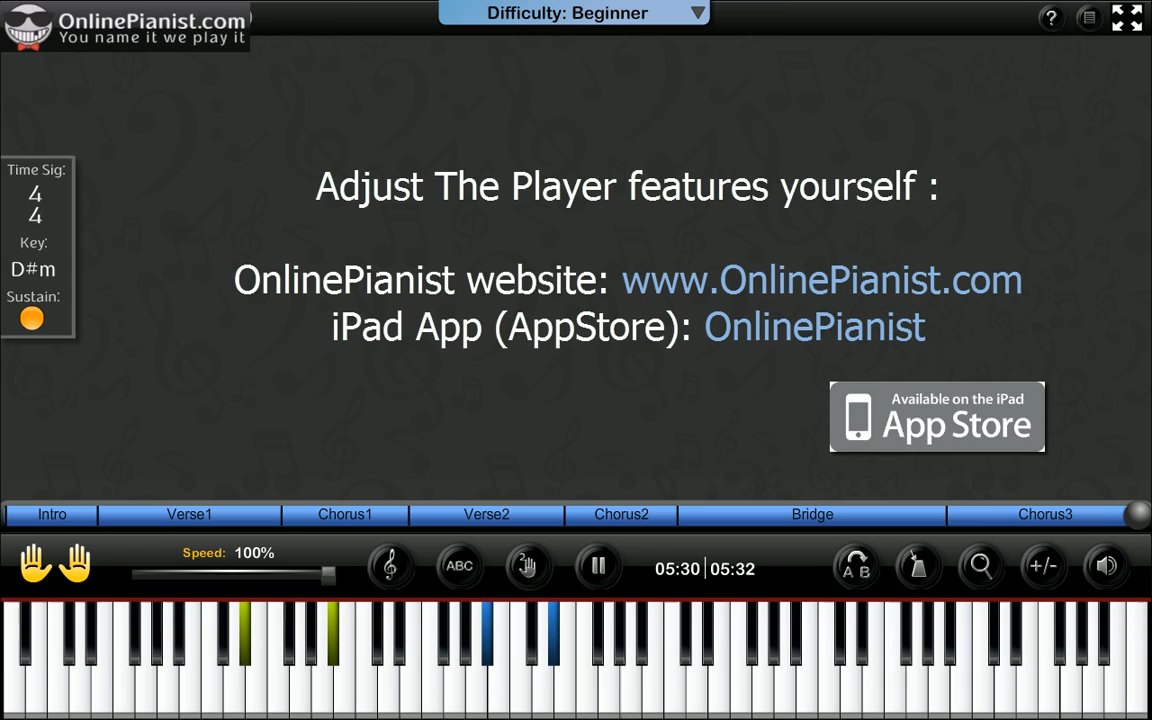 OnlinePianist.com
You name it we play it
Difficulty: Beginner
?
Time Sig:
4
4
Key:
D#m
Sustain:
Adjust The Player features yourself :
OnlinePianist website: www.OnlinePianist.com
iPad App (AppStore): OnlinePianist
Available on the iPad
App Store
Intro
Verse1
Chorus1
Verse2
Chorus2
Bridge
Chorus3
Speed: 100%
ABC
05:30|05:32
A B
+/-